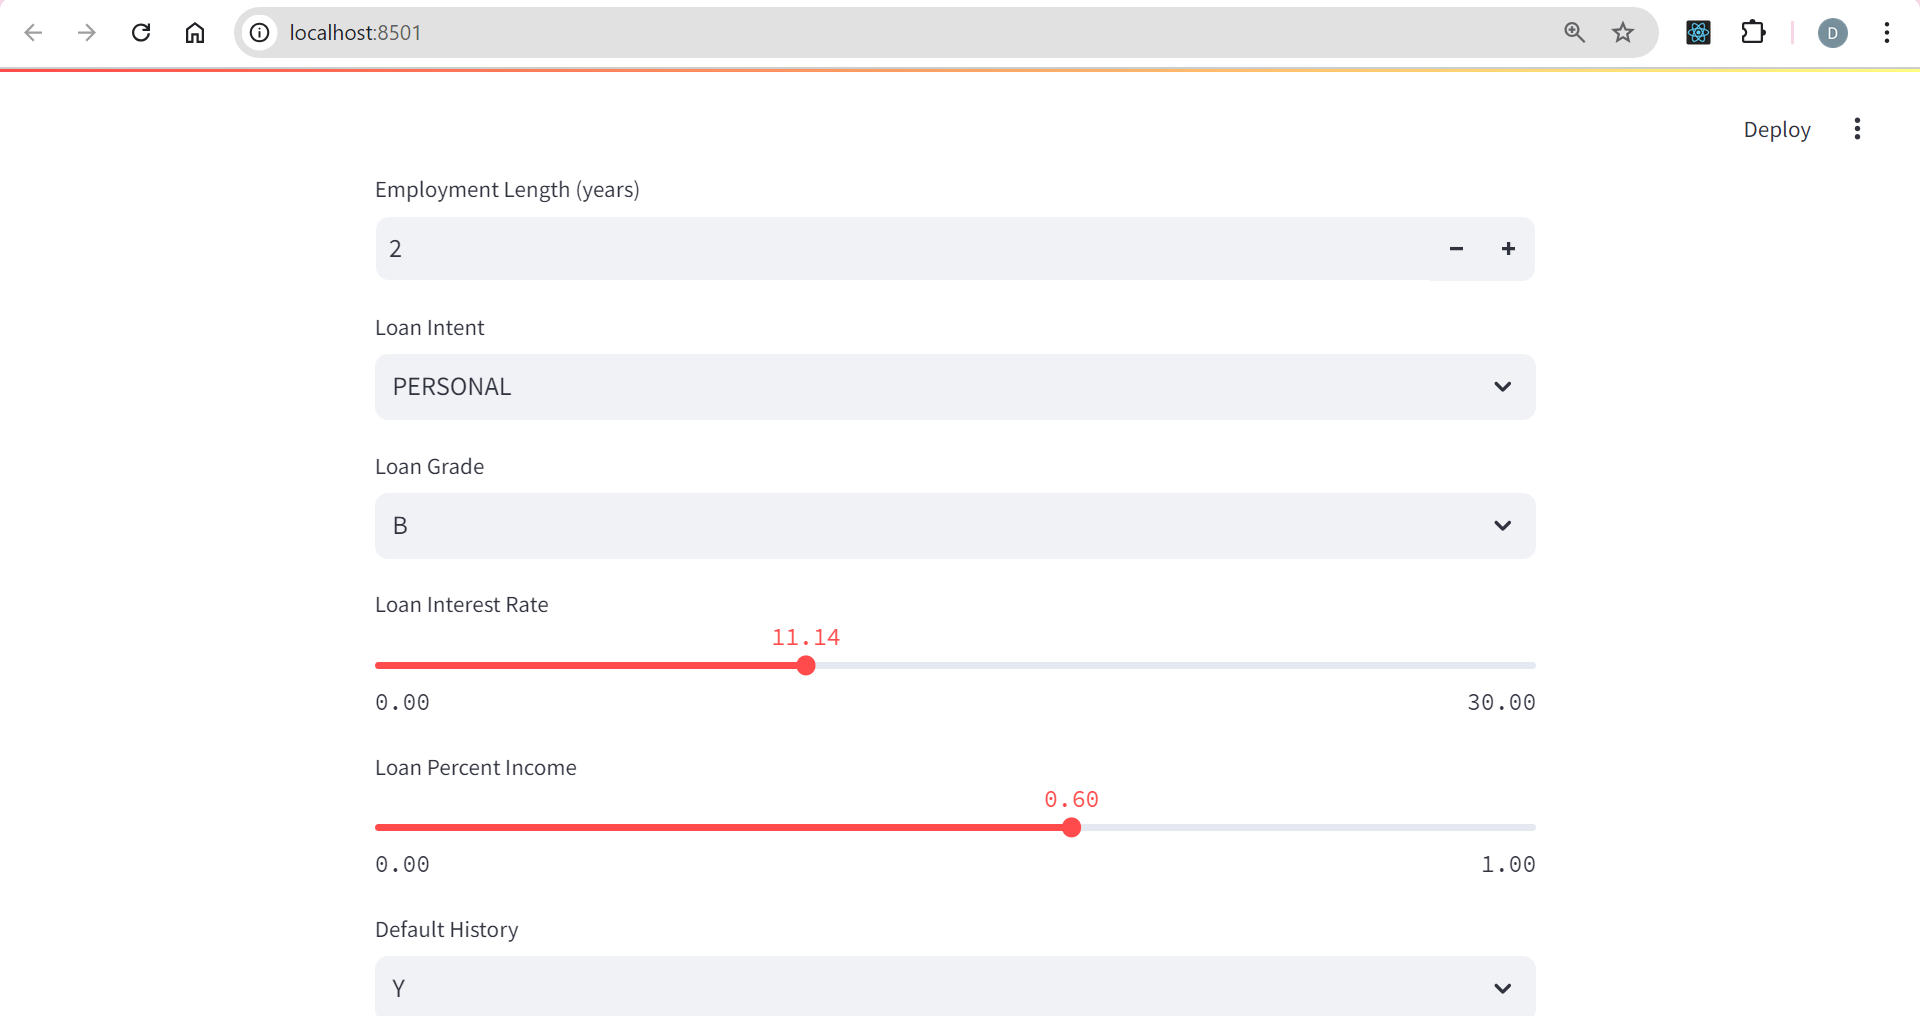 localhost:8501
D
Deploy
Employment Length (years)
2
Loan Intent
PERSONAL
Loan Grade
B
Loan Interest Rate
11.14
0.00 30.00
Loan Percent Income
0.60
0.00 1.00
Default History
Y